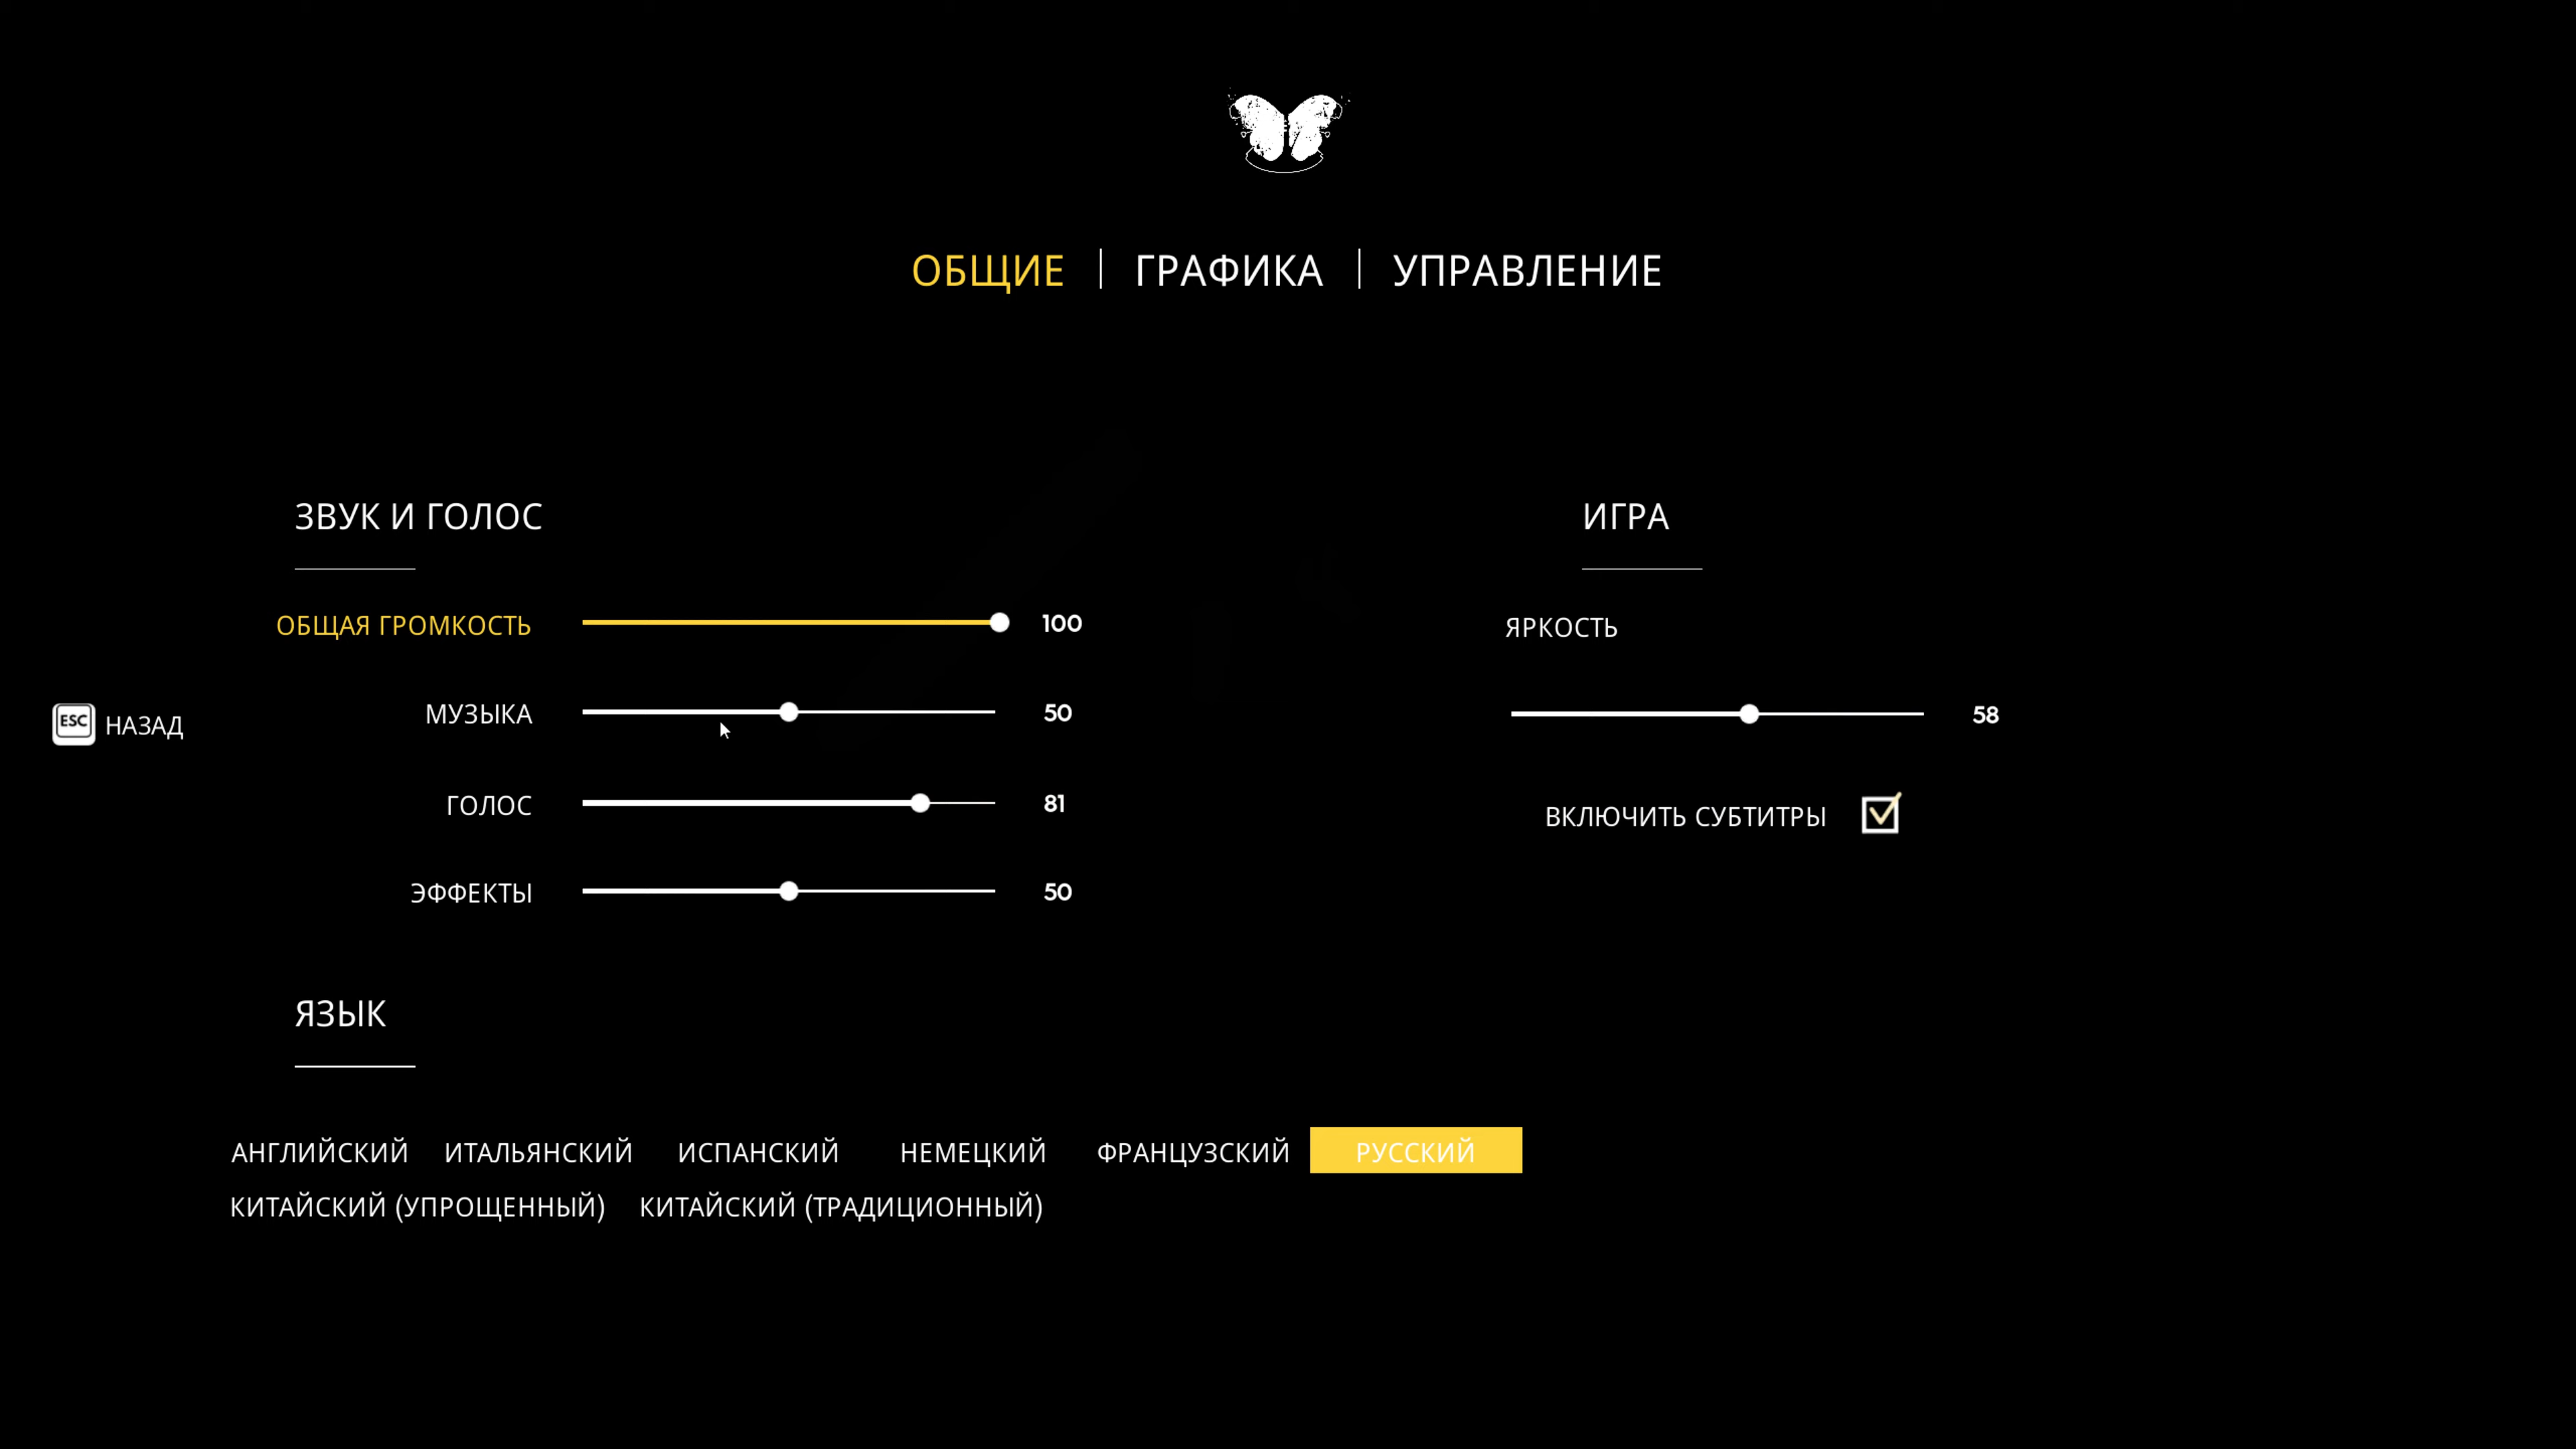 ОБЩИЕ | ГРАФИКА | УПРАВЛЕНИЕ
ЗВУК И ГОЛОС
ОБЩАЯ ГРОМКОСТЬ 100
МУЗЫКА 50
ГОЛОС 81
ЭФФЕКТЫ 50
ESC НАЗАД
ИГРА
ЯРКОСТЬ
58
ВКЛЮЧИТЬ СУБТИТРЫ
ЯЗЫК
АНГЛИЙСКИЙ ИТАЛЬЯНСКИЙ ИСПАНСКИЙ НЕМЕЦКИЙ ФРАНЦУЗСКИЙ РУССКИЙ
КИТАЙСКИЙ (УПРОЩЕННЫЙ) КИТАЙСКИЙ (ТРАДИЦИОННЫЙ)